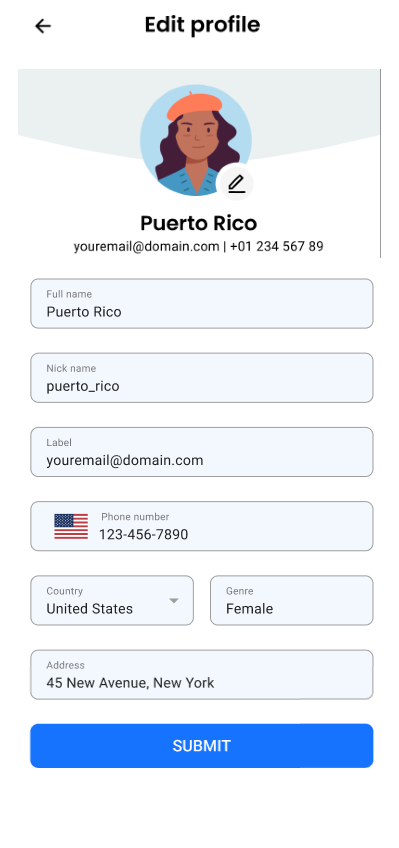 Edit profile
Puerto Rico
youremail@domain.com | +01 234 567 89
Full name
Puerto Rico
Nick name
puerto_rico
Label
youremail@domain.com
Phone number
123-456-7890
Country
United States
Genre
Female
Address
45 New Avenue, New York
SUBMIT